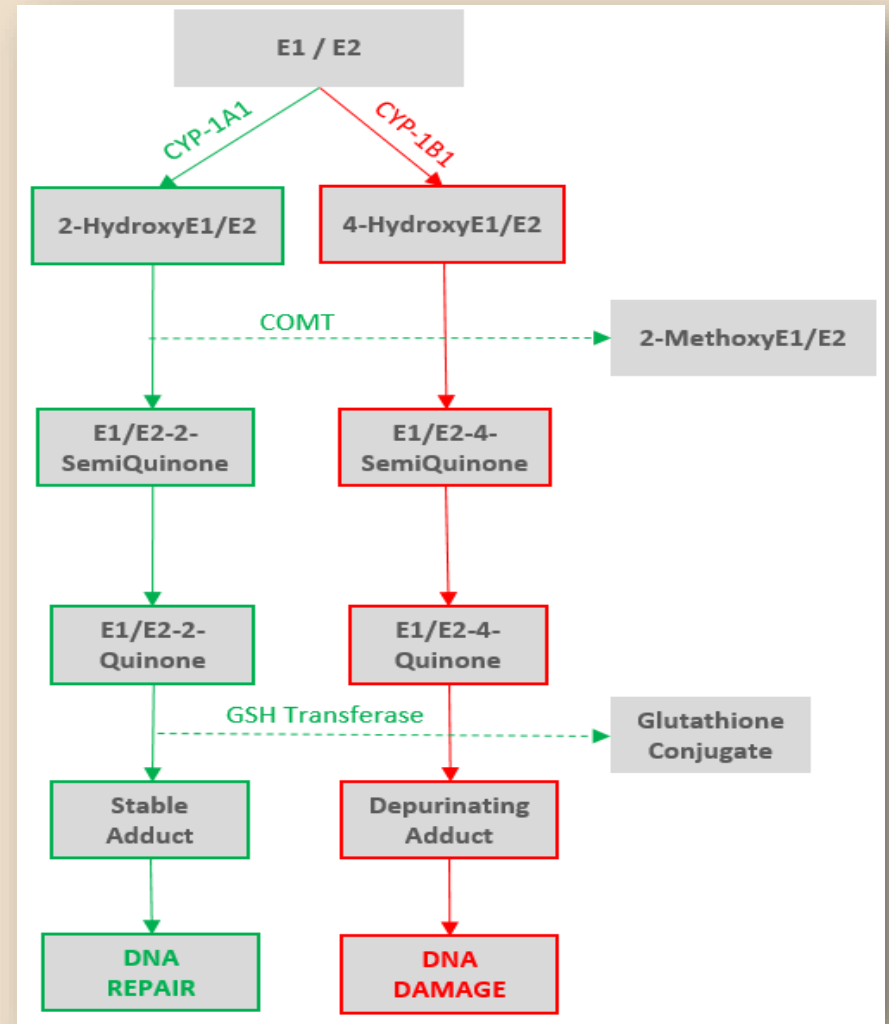 E1 / E2
CYP-1A1
CYP-1B1
2-HydroxyE1/E2
4-HydroxyE1/E2
COMT
2-MethoxyE1/E2
E1/E2-2-
SemiQuinone
E1/E2-4-
SemiQuinone
E1/E2-2-
Quinone
E1/E2-4-
Quinone
GSH Transferase
Glutathione
Conjugate
Stable
Adduct
Depurinating
Adduct
DNA
REPAIR
DNA
DAMAGE